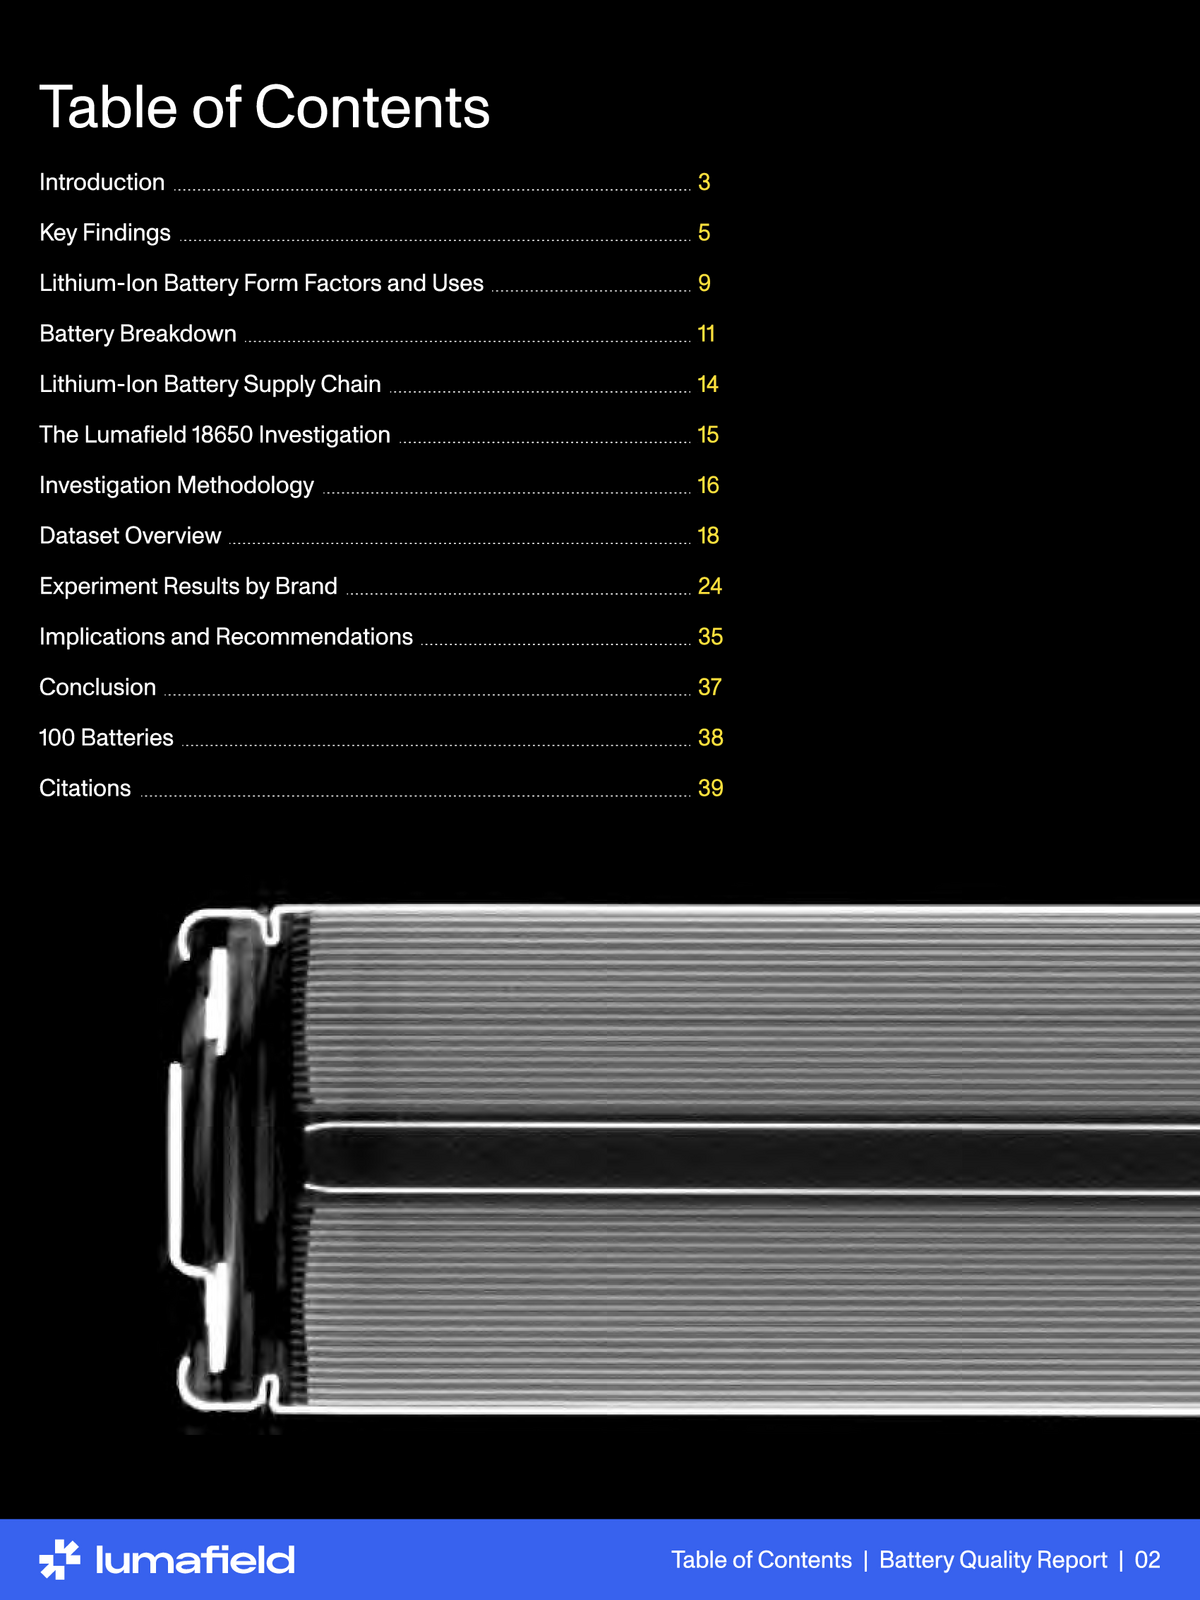 Table of Contents
Introduction 3
Key Findings 5
Lithium-Ion Battery Form Factors and Uses 9
Battery Breakdown 11
Lithium-Ion Battery Supply Chain 14
The Lumafield 18650 Investigation 15
Investigation Methodology 16
Dataset Overview 18
Experiment Results by Brand 24
Implications and Recommendations 35
Conclusion 37
100 Batteries 38
Citations 39
lumafield
Table of Contents | Battery Quality Report | 02